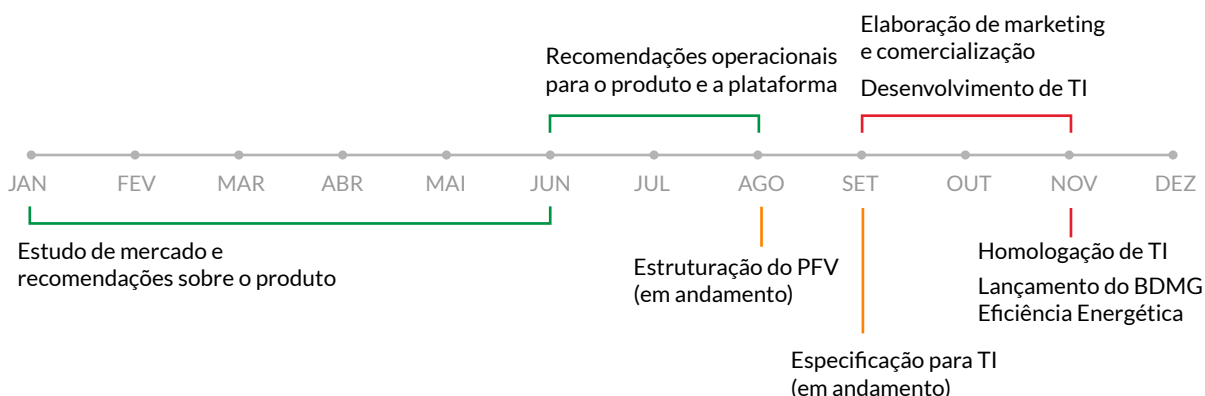 Elaboração de marketing
e comercialização
Desenvolvimento de TI
Recomendações operacionais
para o produto e a plataforma
JAN FEV MAR ABR MAI JUN JUL AGO SET OUT NOV DEZ
Estudo de mercado e
recomendações sobre o produto
Estruturação do PFV
(em andamento)
Homologação de TI
Lançamento do BDMG
Eficiência Energética
Especificação para TI
(em andamento)